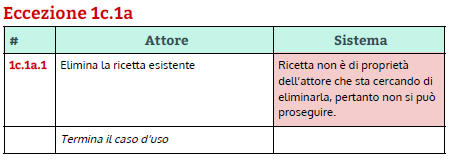 Eccezione 1c.1a
# Attore Sistema
1c.1a.1 Elimina la ricetta esistente Ricetta non è di proprietà
dell'attore che sta cercando di
eliminarla, pertanto non si può
proseguire.
Termina il caso d'uso